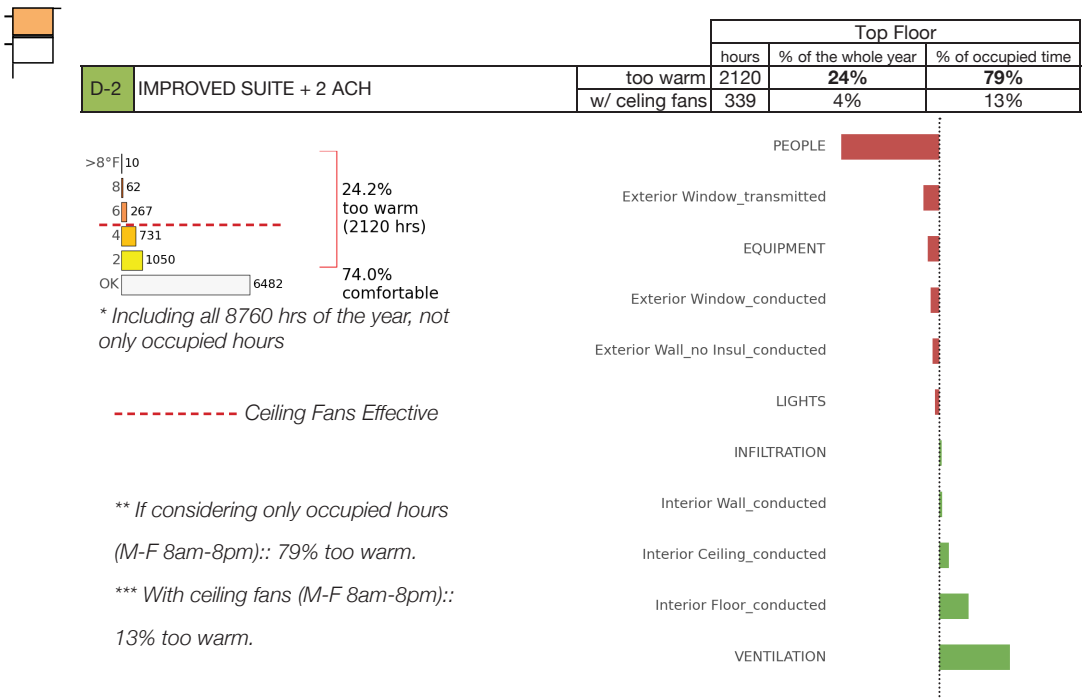 Top Floor
hours % of the whole year % of occupied time
D-2 IMPROVED SUITE + 2 ACH too warm 2120 24% 79%
w/ celing fans 339 4% 13%
>8°F 10
8 62
6 267
4 731
2 1050
OK 6482
24.2%
too warm
(2120 hrs)
74.0%
comfortable
* Including all 8760 hrs of the year, not
only occupied hours
Ceiling Fans Effective
** If considering only occupied hours
(M-F 8am-8pm):: 79% too warm.
*** With ceiling fans (M-F 8am-8pm)::
13% too warm.
PEOPLE
Exterior Window_transmitted
EQUIPMENT
Exterior Window_conducted
Exterior Wall_no Insul_conducted
LIGHTS
INFILTRATION
Interior Wall_conducted
Interior Ceiling_conducted
Interior Floor_conducted
VENTILATION